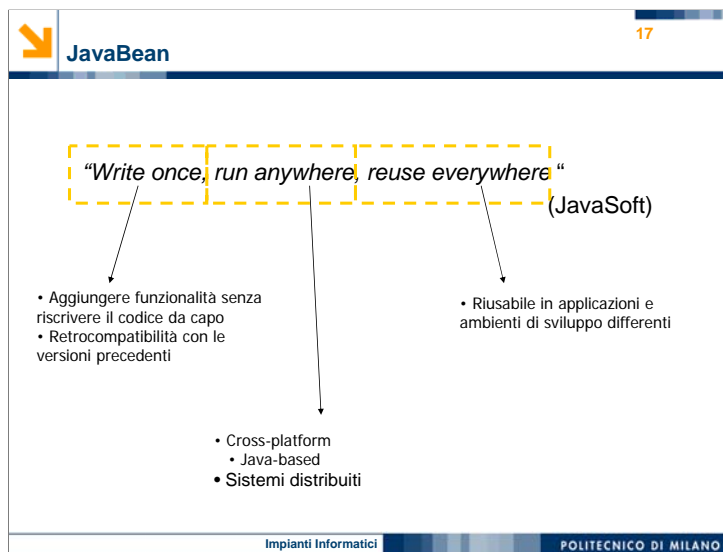 17
JavaBean
“Write once, run anywhere, reuse everywhere “
(JavaSoft)
• Aggiungere funzionalità senza
riscrivere il codice da capo
• Retrocompatibilità con le
versioni precedenti
• Riusabile in applicazioni e
ambienti di sviluppo differenti
• Cross-platform
• Java-based
• Sistemi distribuiti
Impianti Informatici
POLITECNICO DI MILANO